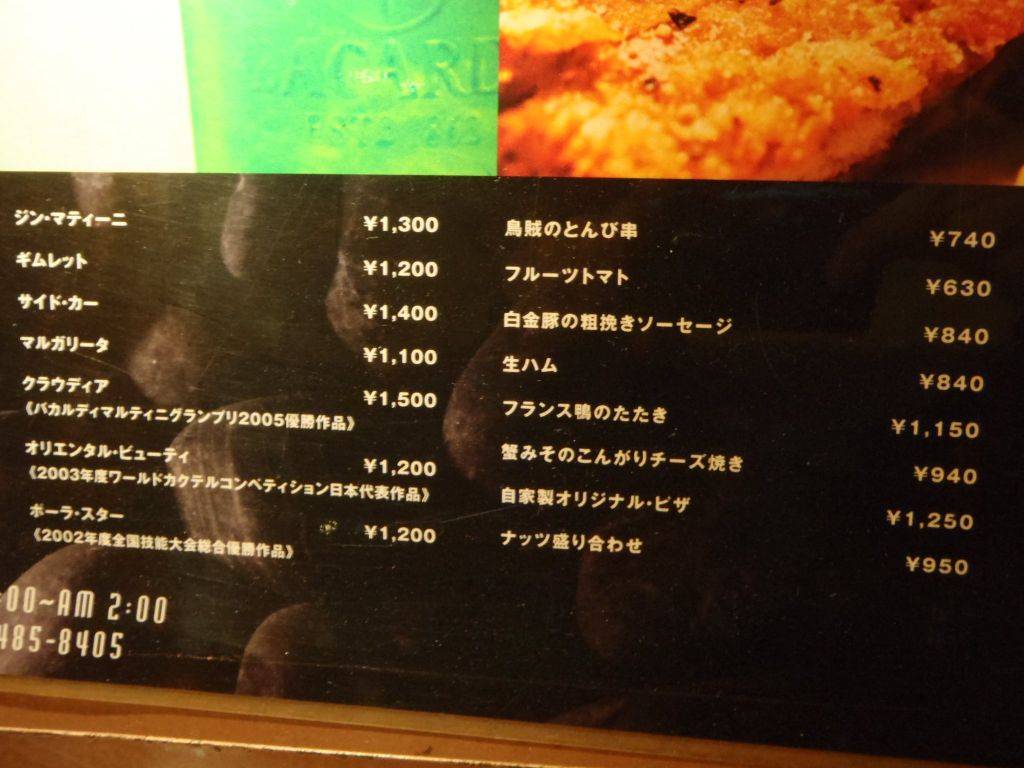 ジン・マティーニ ¥1,300
ギムレット ¥1,200
サイド・カー ¥1,400
マルガリータ ¥1,100
クラウディア ¥1,500
《バカルディマルティニグランプリ2005優勝作品》
オリエンタル・ビューティ ¥1,200
《2003年度ワールドカクテルコンペティション日本代表作品》
ポーラ・スター ¥1,200
《2002年度全国技能大会総合優勝作品》
:00~AM 2:00
485-8405
烏賊のとんび串 ¥740
フルーツトマト ¥630
白金豚の粗挽きソーセージ ¥840
生ハム ¥840
フランス鴨のたたき ¥1,150
蟹みそのこんがりチーズ焼き ¥940
自家製オリジナル・ピザ ¥1,250
ナッツ盛り合わせ ¥950